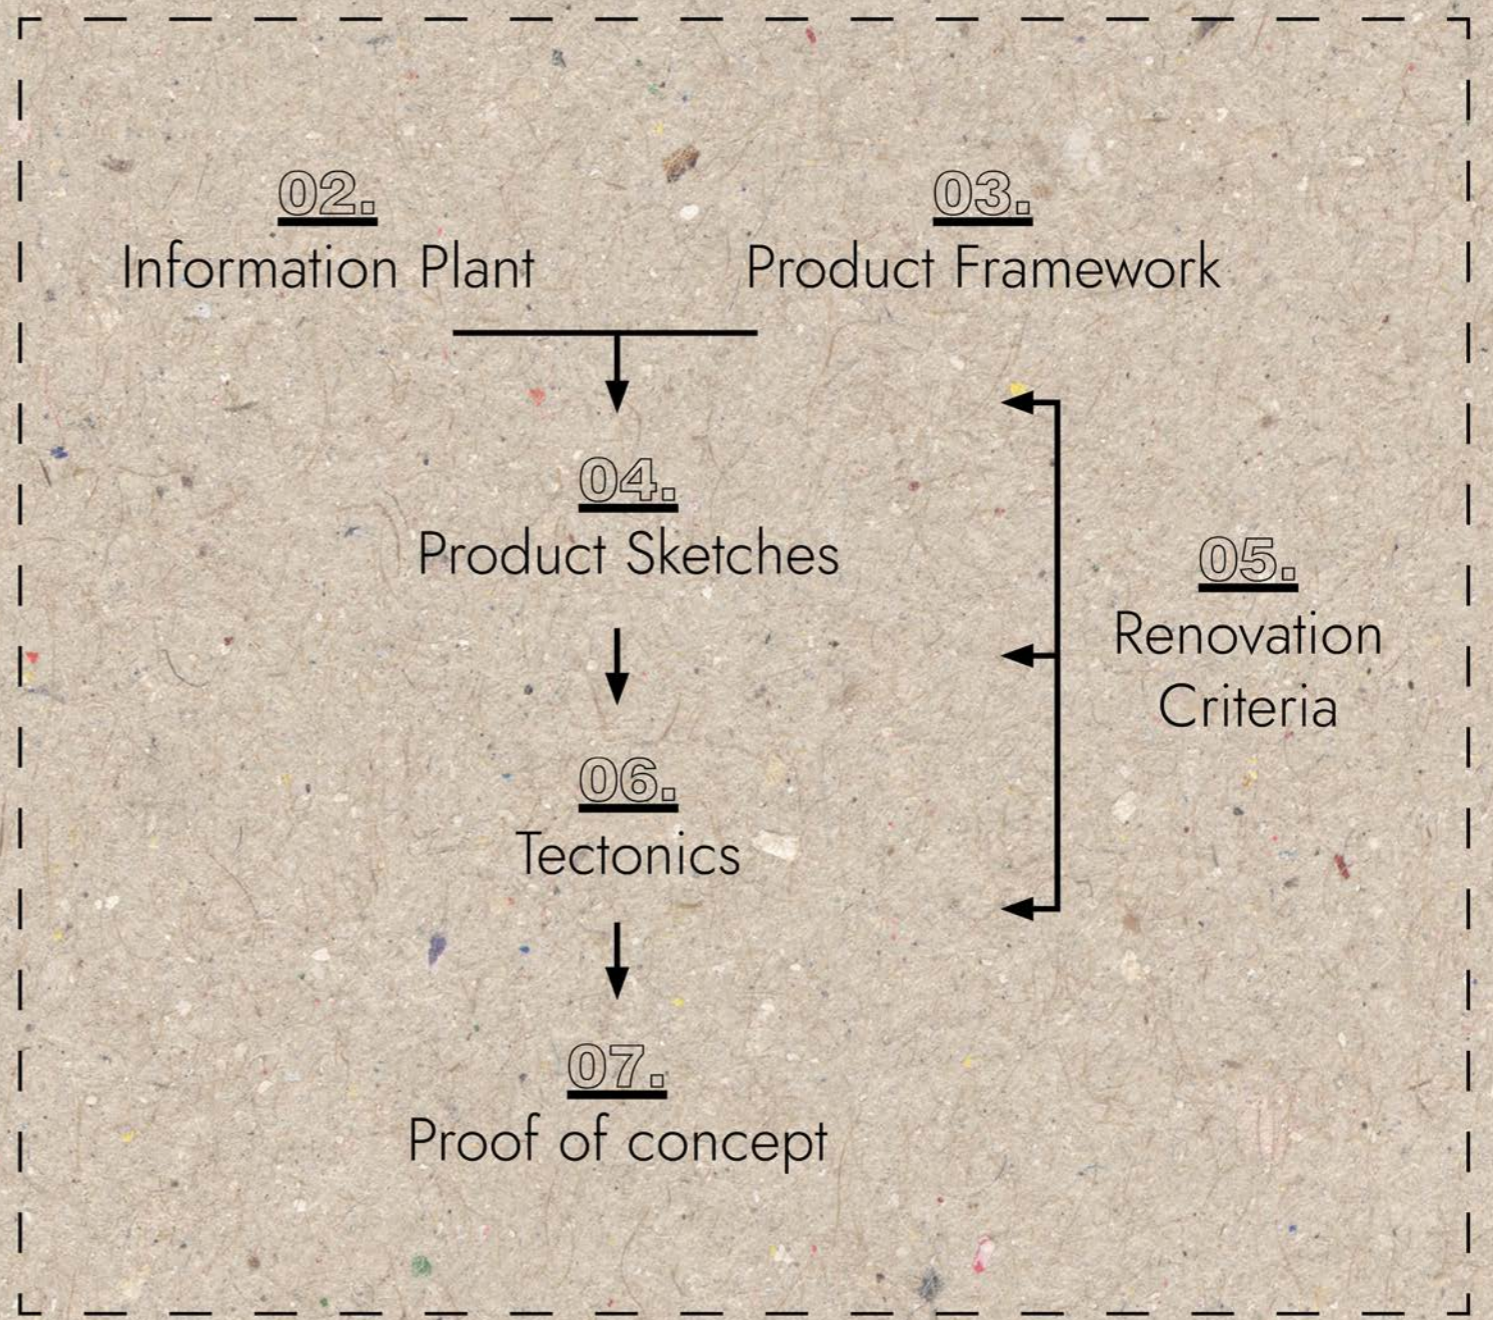 02.
Information Plant
03.
Product Framework
04.
Product Sketches
05.
Renovation
Criteria
06.
Tectonics
07.
Proof of concept